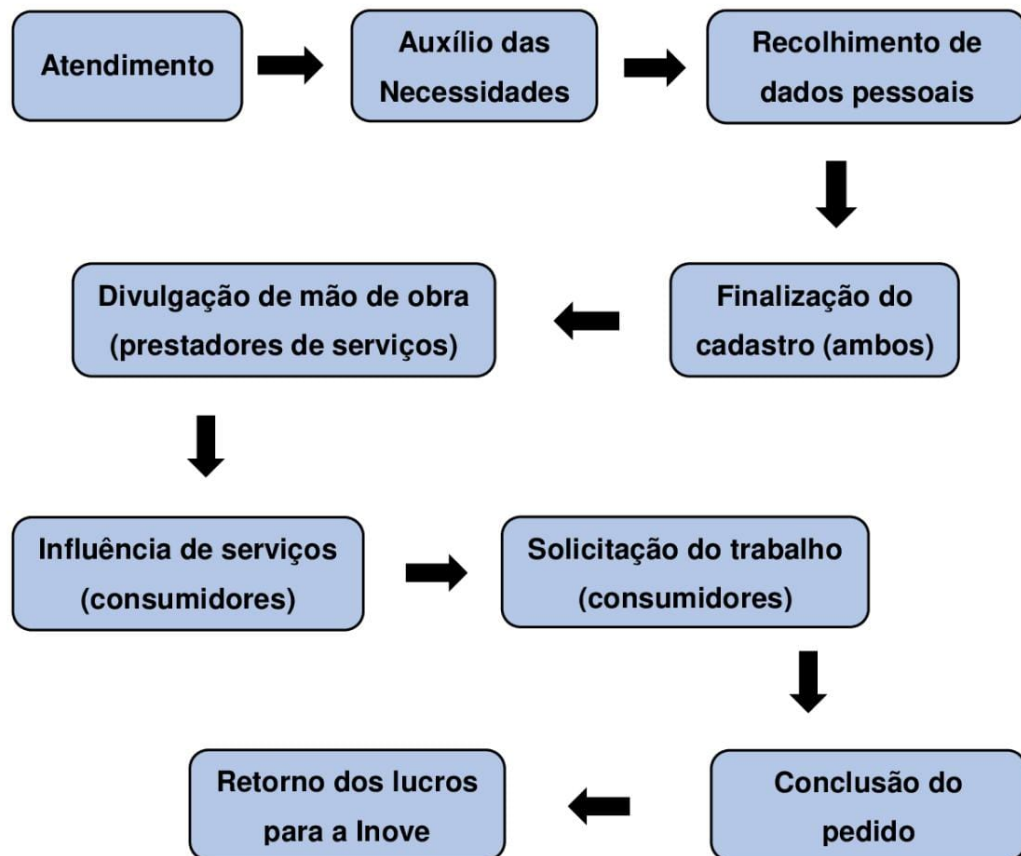 Atendimento
Auxílio das
Necessidades
Recolhimento de
dados pessoais
Finalização do
cadastro (ambos)
Divulgação de mão de obra
(prestadores de serviços)
Influência de serviços
(consumidores)
Solicitação do trabalho
(consumidores)
Conclusão do
pedido
Retorno dos lucros
para a Inove